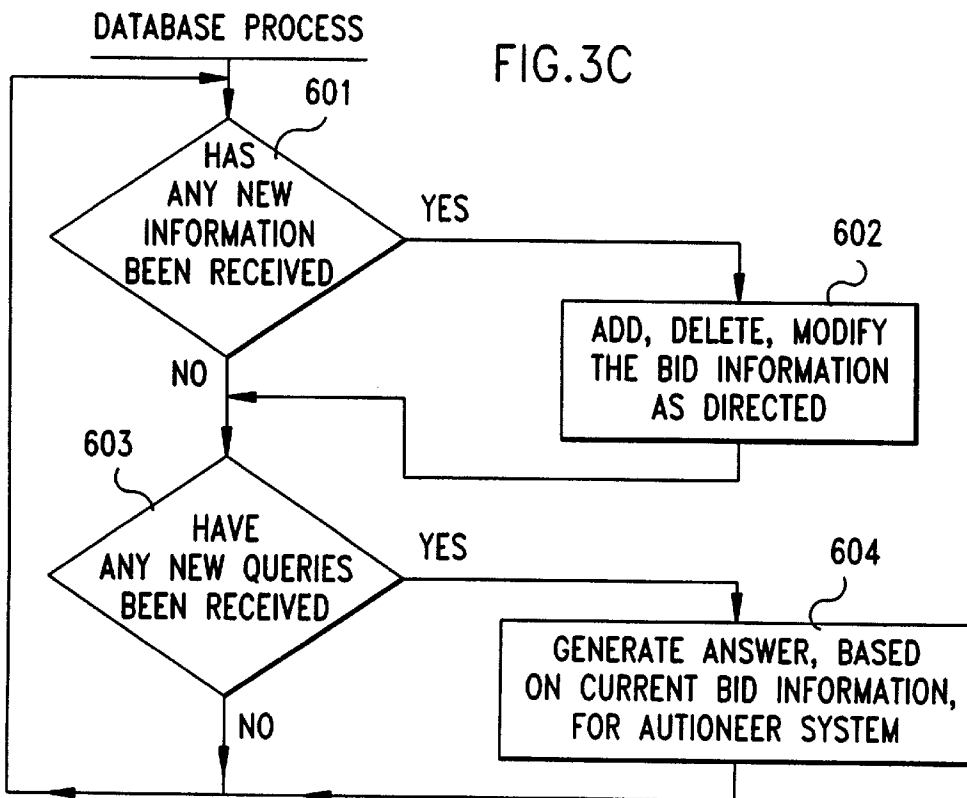 DATABASE PROCESS
FIG.3C
601
HAS
ANY NEW
INFORMATION
BEEN RECEIVED
YES
602
ADD, DELETE, MODIFY
THE BID INFORMATION
AS DIRECTED
NO
603
HAVE
ANY NEW QUERIES
BEEN RECEIVED
YES
604
GENERATE ANSWER, BASED
ON CURRENT BID INFORMATION,
FOR AUTIONEER SYSTEM
NO